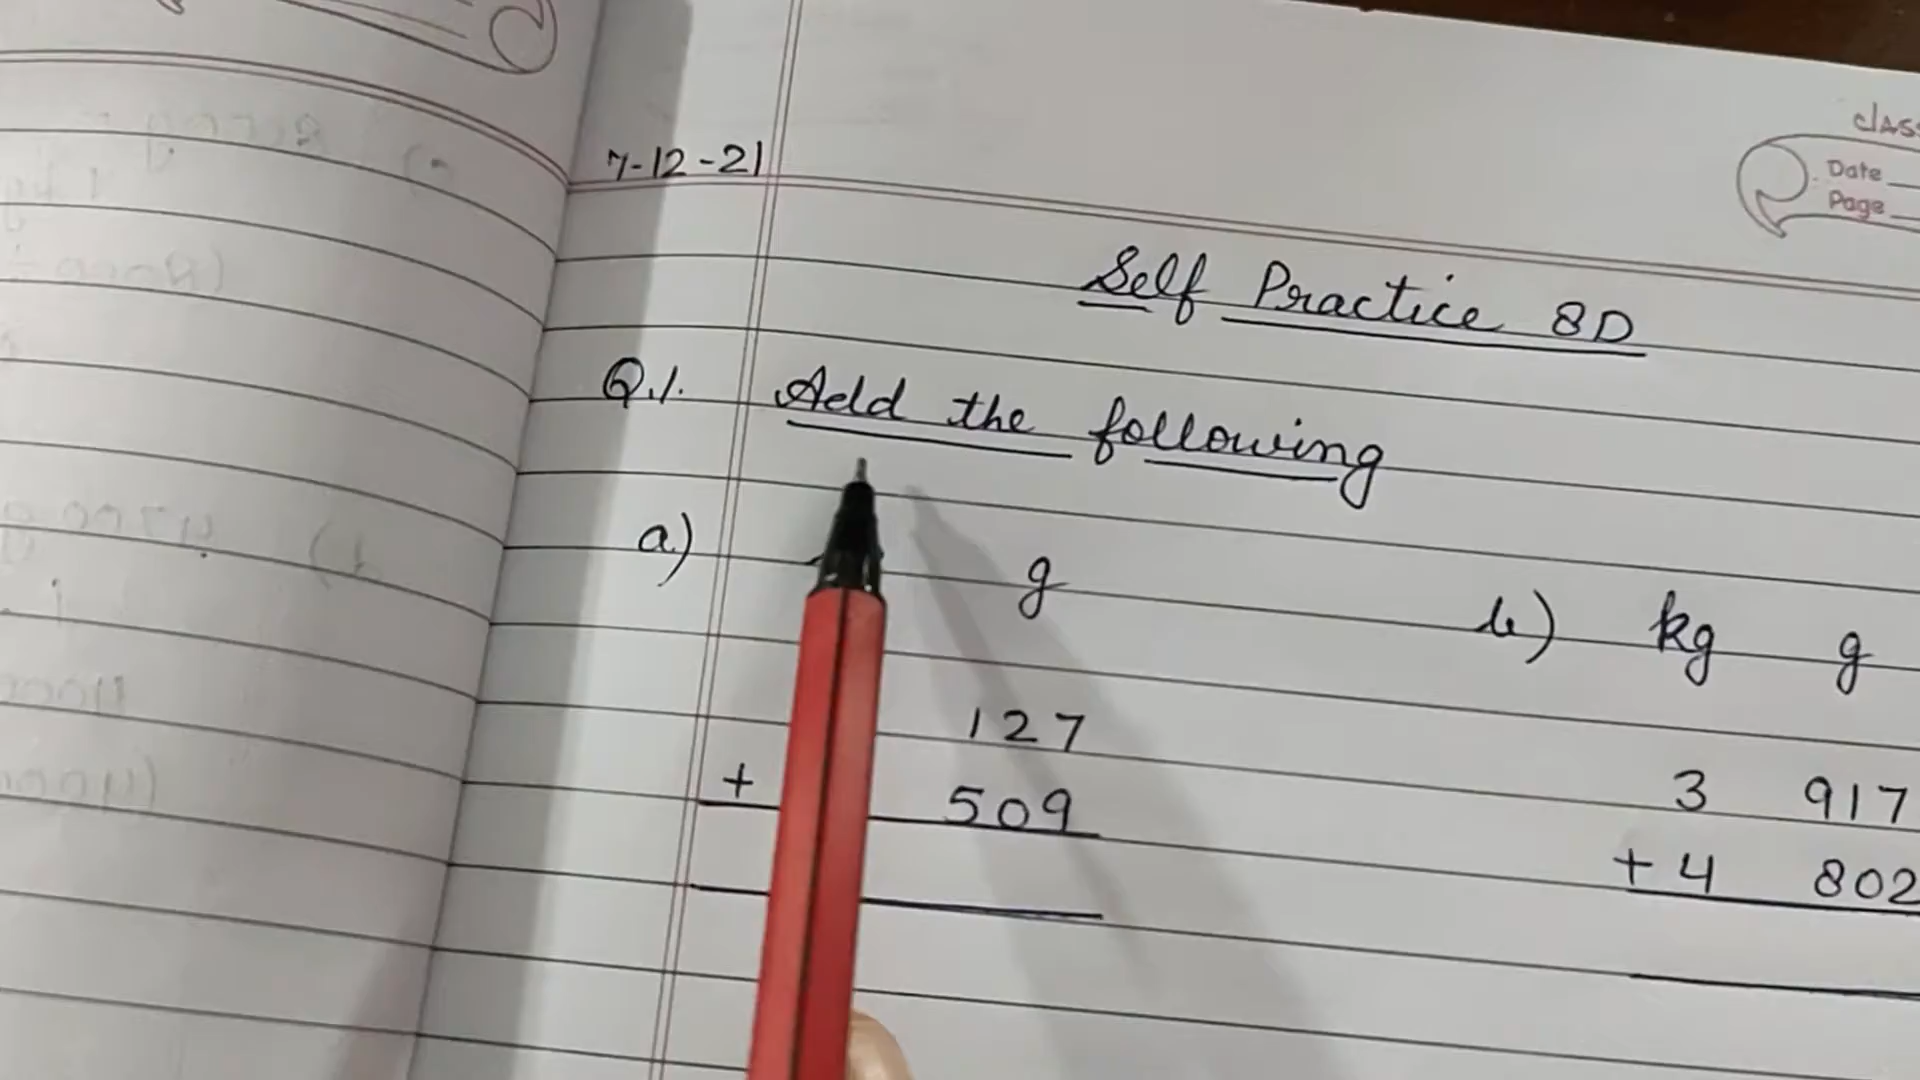 CLASS
Date
Page
7-12-21
Self Practice 8D
Q.1. Add the following
a) g b) kg g
127 3 917
+ 509 + 4 802